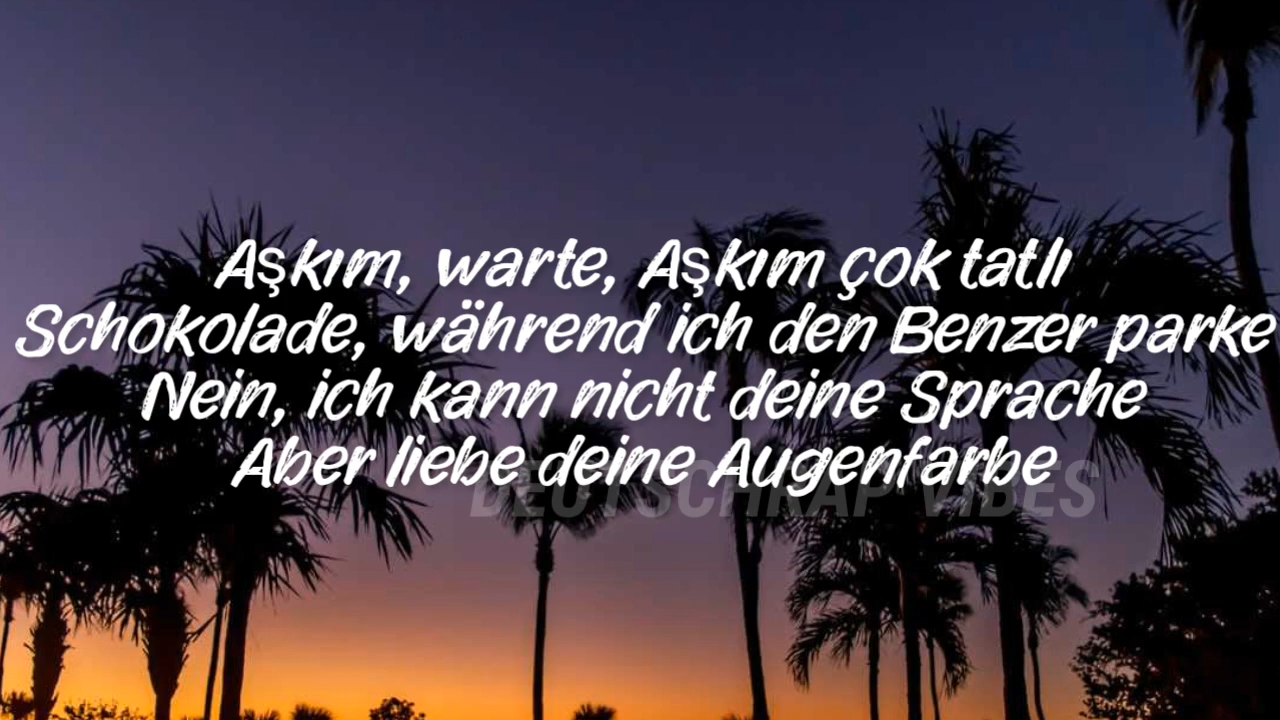 Aşkım, warte, Aşkım çok tatlı
Schokolade, während ich den Benzer parke
Nein, ich kann nicht deine Sprache
Aber liebe deine Augenfarbe
DEUTSCHRAP VIBES